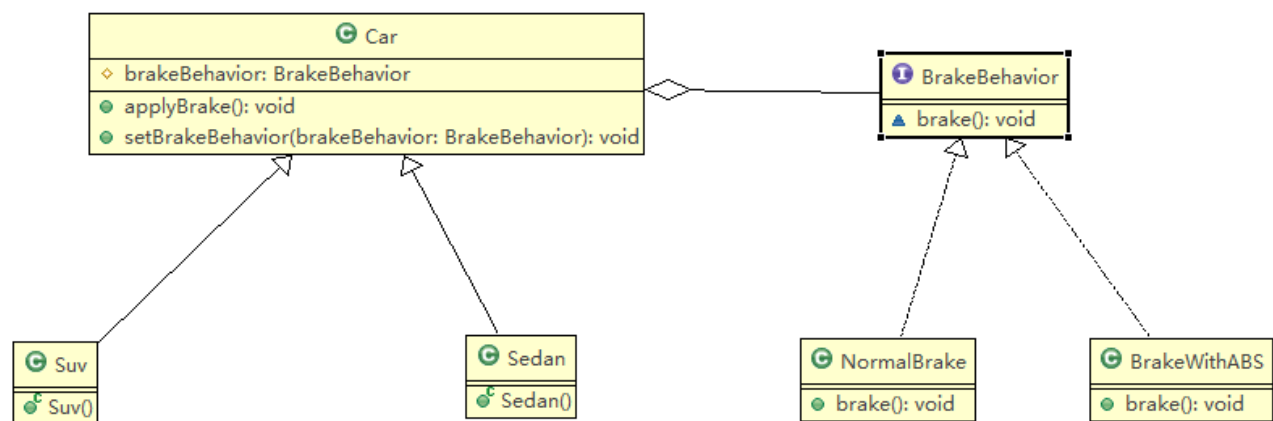 C Car
brakeBehavior: BrakeBehavior
applyBrake(): void
setBrakeBehavior(brakeBehavior: BrakeBehavior): void
I BrakeBehavior
brake(): void
C Suv
C Suv()
C Sedan
C Sedan()
C NormalBrake
brake(): void
C BrakeWithABS
brake(): void